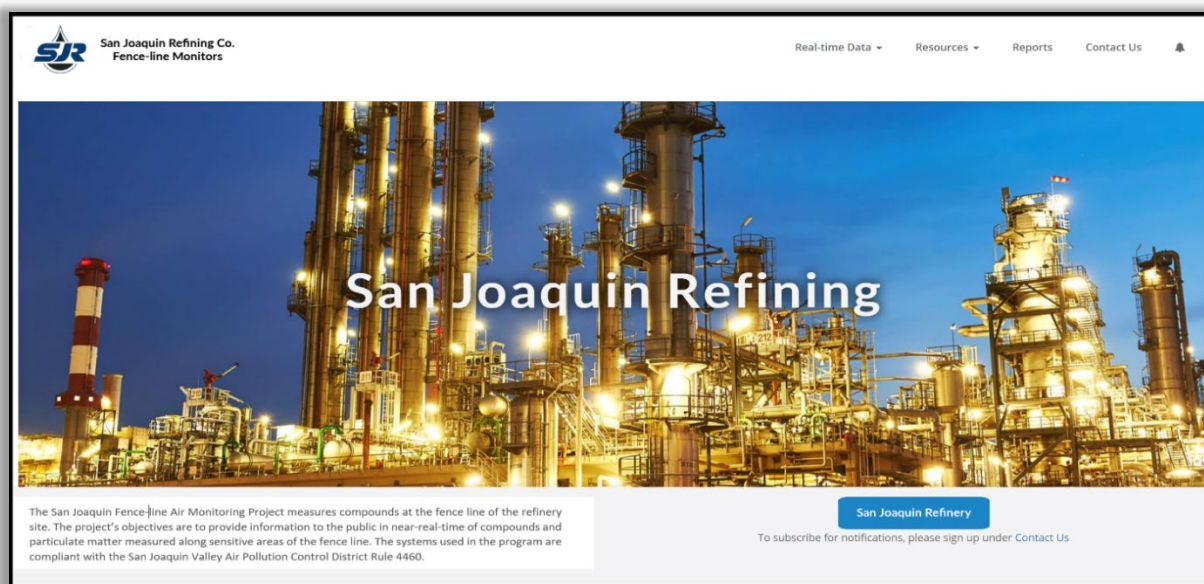 SJR
San Joaquin Refining Co.
Fence-line Monitors
Real-time Data
Resources
Reports
Contact Us
San Joaquin Refining
The San Joaquin Fence-line Air Monitoring Project measures compounds at the fence line of the refinery
site. The project's objectives are to provide information to the public in near-real-time of compounds and
particulate matter measured along sensitive areas of the fence line. The systems used in the program are
compliant with the San Joaquin Valley Air Pollution Control District Rule 4460.
San Joaquin Refinery
To subscribe for notifications, please sign up under Contact Us